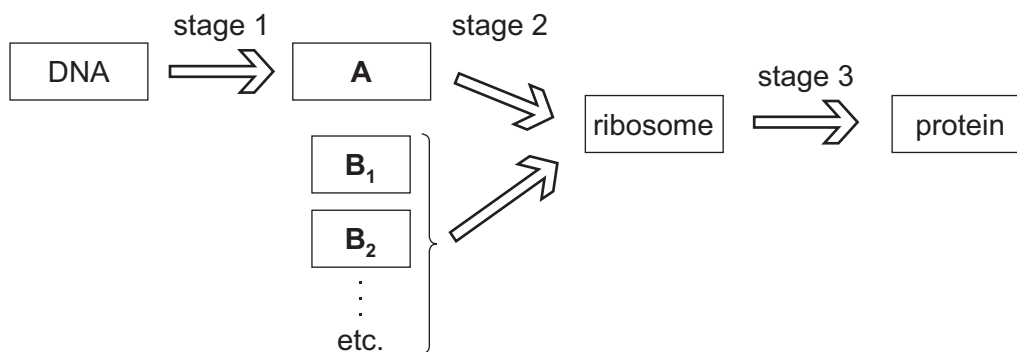 stage 1
stage 2
DNA
A
stage 3
ribosome
protein
B₁
B₂
etc.